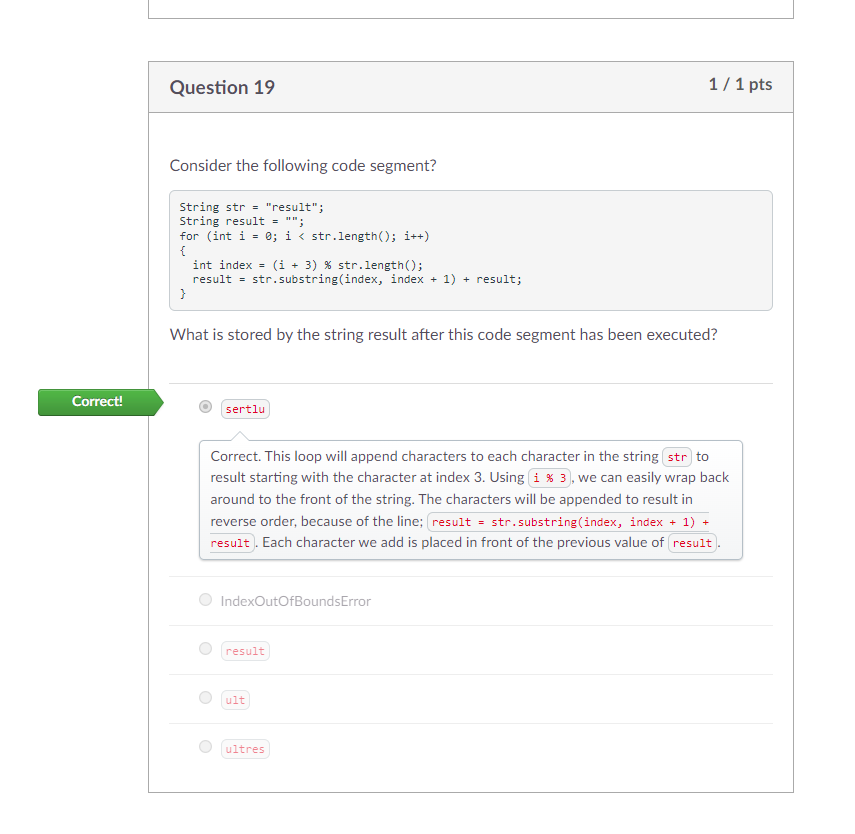 Question 19
1 / 1 pts
Consider the following code segment?
String str = "result";
String result = "";
for (int i = 0; i < str.length(); i++)
{
  int index = (i + 3) % str.length();
  result = str.substring(index, index + 1) + result;
}
What is stored by the string result after this code segment has been executed?
Correct!
sertlu
Correct. This loop will append characters to each character in the string str to
result starting with the character at index 3. Using i % 3, we can easily wrap back
around to the front of the string. The characters will be appended to result in
reverse order, because of the line; result = str.substring(index, index + 1) +
result. Each character we add is placed in front of the previous value of result.
IndexOutOfBoundsError
result
ult
ultres